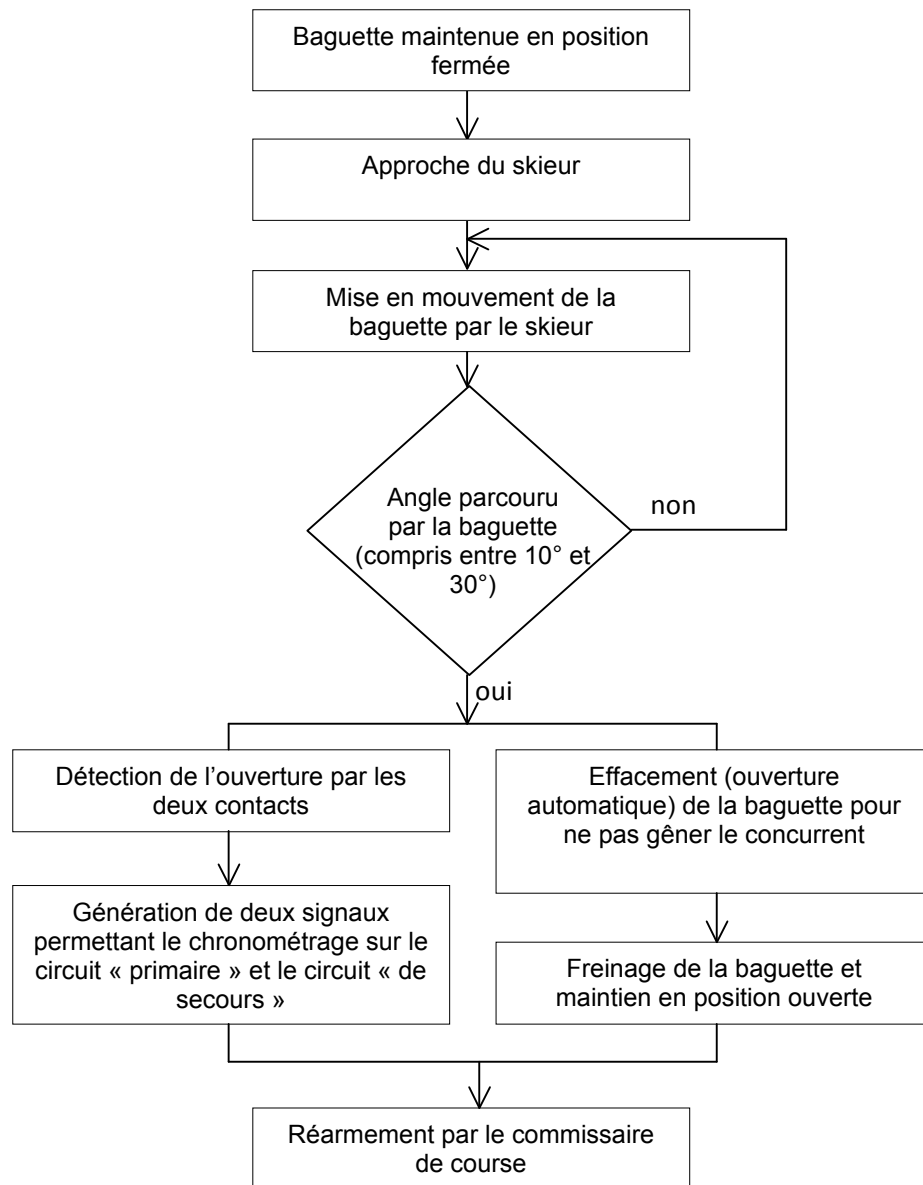 Baguette maintenue en position
fermée
Approche du skieur
Mise en mouvement de la
baguette par le skieur
Angle parcouru
par la baguette
(compris entre 10° et
30°)
non
oui
Détection de l'ouverture par les
deux contacts
Génération de deux signaux
permettant le chronométrage sur le
circuit « primaire » et le circuit « de
secours »
Effacement (ouverture
automatique) de la baguette pour
ne pas gêner le concurrent
Freinage de la baguette et
maintien en position ouverte
Réarmement par le commissaire
de course